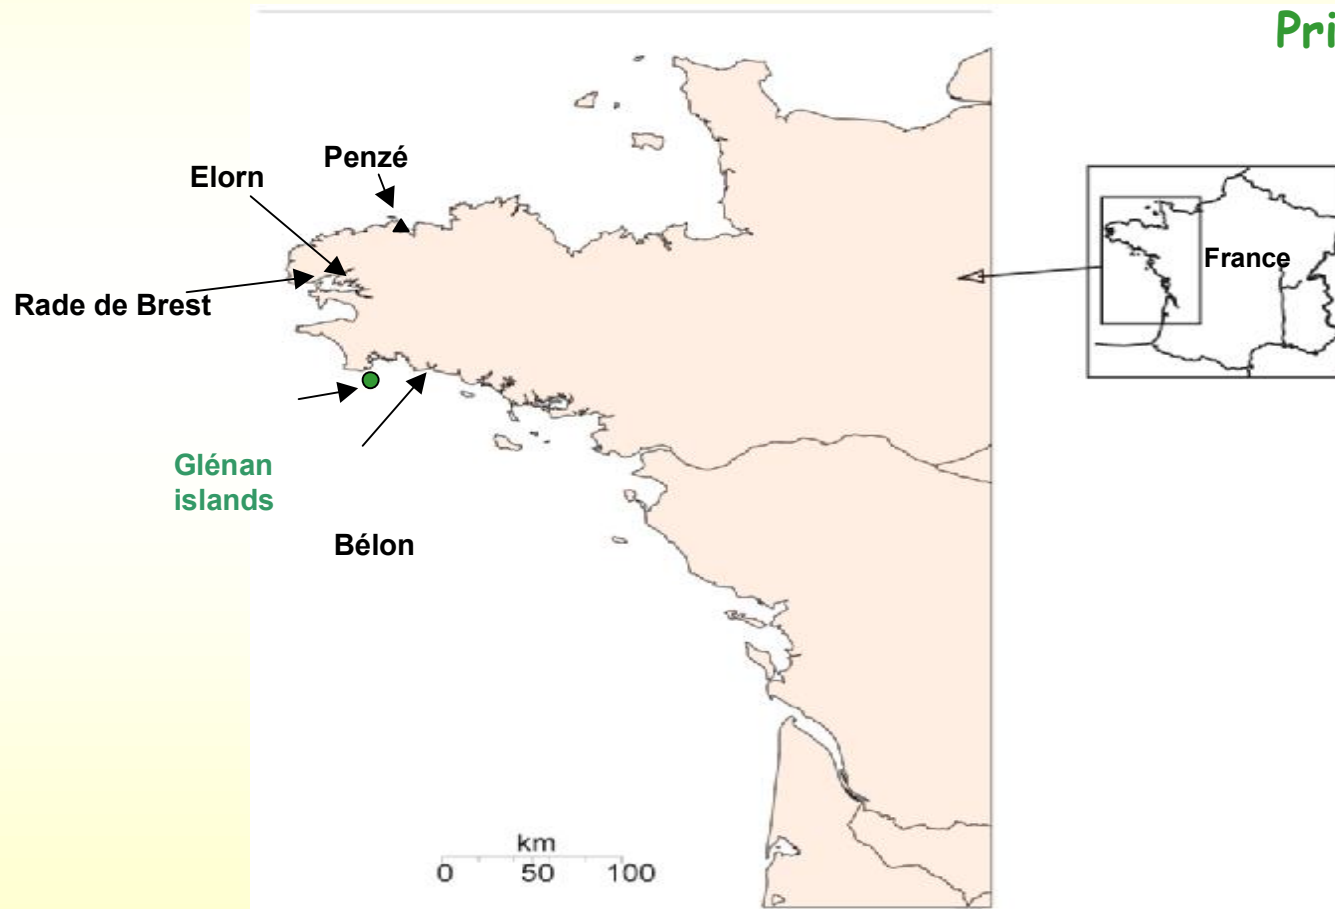 Pri
Penzé
Elorn
France
Rade de Brest
Glénan
islands
Bélon
km
0 50 100